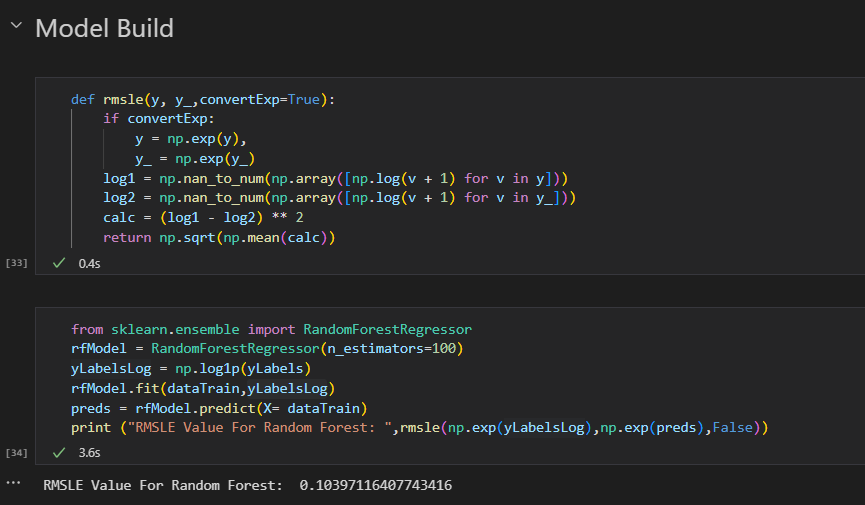 Model Build
def rmsle(y, y_,convertExp=True):
    if convertExp:
        y = np.exp(y),
        y_ = np.exp(y_)
    log1 = np.nan_to_num(np.array([np.log(v + 1) for v in y]))
    log2 = np.nan_to_num(np.array([np.log(v + 1) for v in y_]))
    calc = (log1 - log2) ** 2
    return np.sqrt(np.mean(calc))
[33] ✓ 0.4s
from sklearn.ensemble import RandomForestRegressor
rfModel = RandomForestRegressor(n_estimators=100)
yLabelsLog = np.log1p(yLabels)
rfModel.fit(dataTrain,yLabelsLog)
preds = rfModel.predict(X= dataTrain)
print ("RMSLE Value For Random Forest: ",rmsle(np.exp(yLabelsLog),np.exp(preds),False))
[34] ✓ 3.6s
... RMSLE Value For Random Forest:  0.10397116407743416